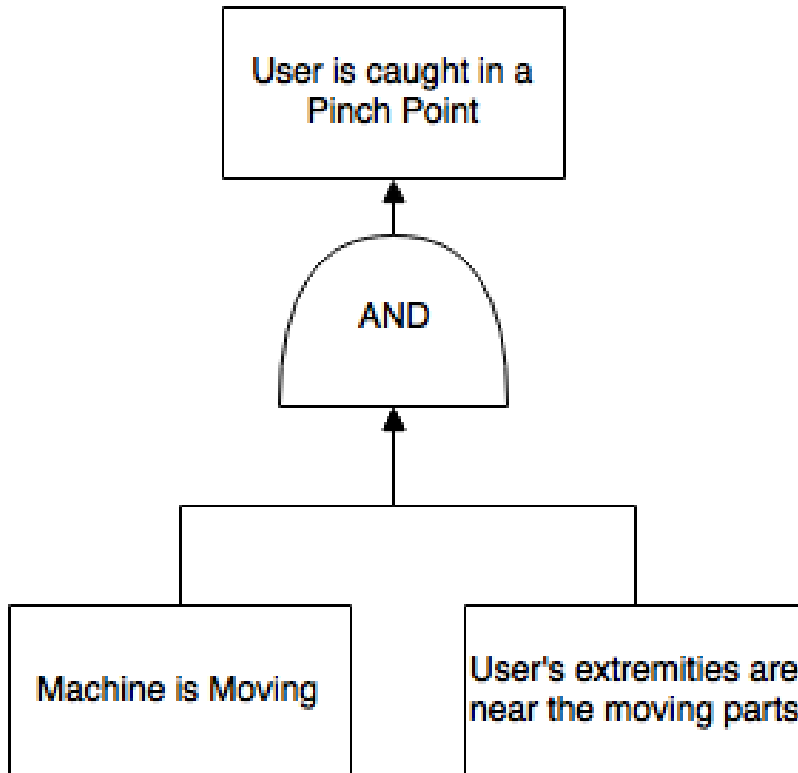 User is caught in a
Pinch Point
AND
Machine is Moving
User's extremities are
near the moving parts